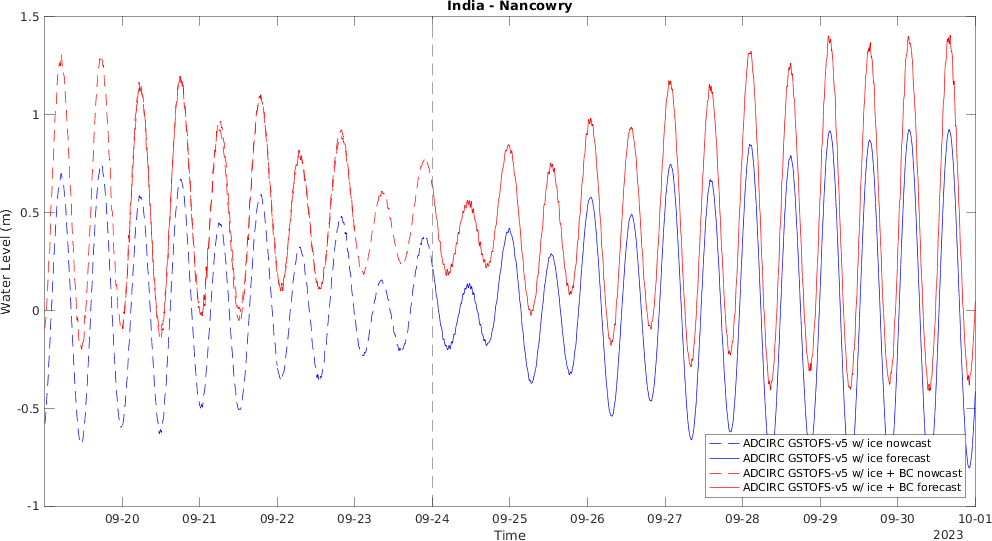 India - Nancowry
Water Level (m)
1.5
1
0.5
0
-0.5
-1
09-20
09-21
09-22
09-23
09-24
09-25
09-26
09-27
09-28
09-29
09-30
10-01
Time
2023
ADCIRC GSTOFS-v5 w/ ice nowcast
ADCIRC GSTOFS-v5 w/ ice forecast
ADCIRC GSTOFS-v5 w/ ice + BC nowcast
ADCIRC GSTOFS-v5 w/ ice + BC forecast